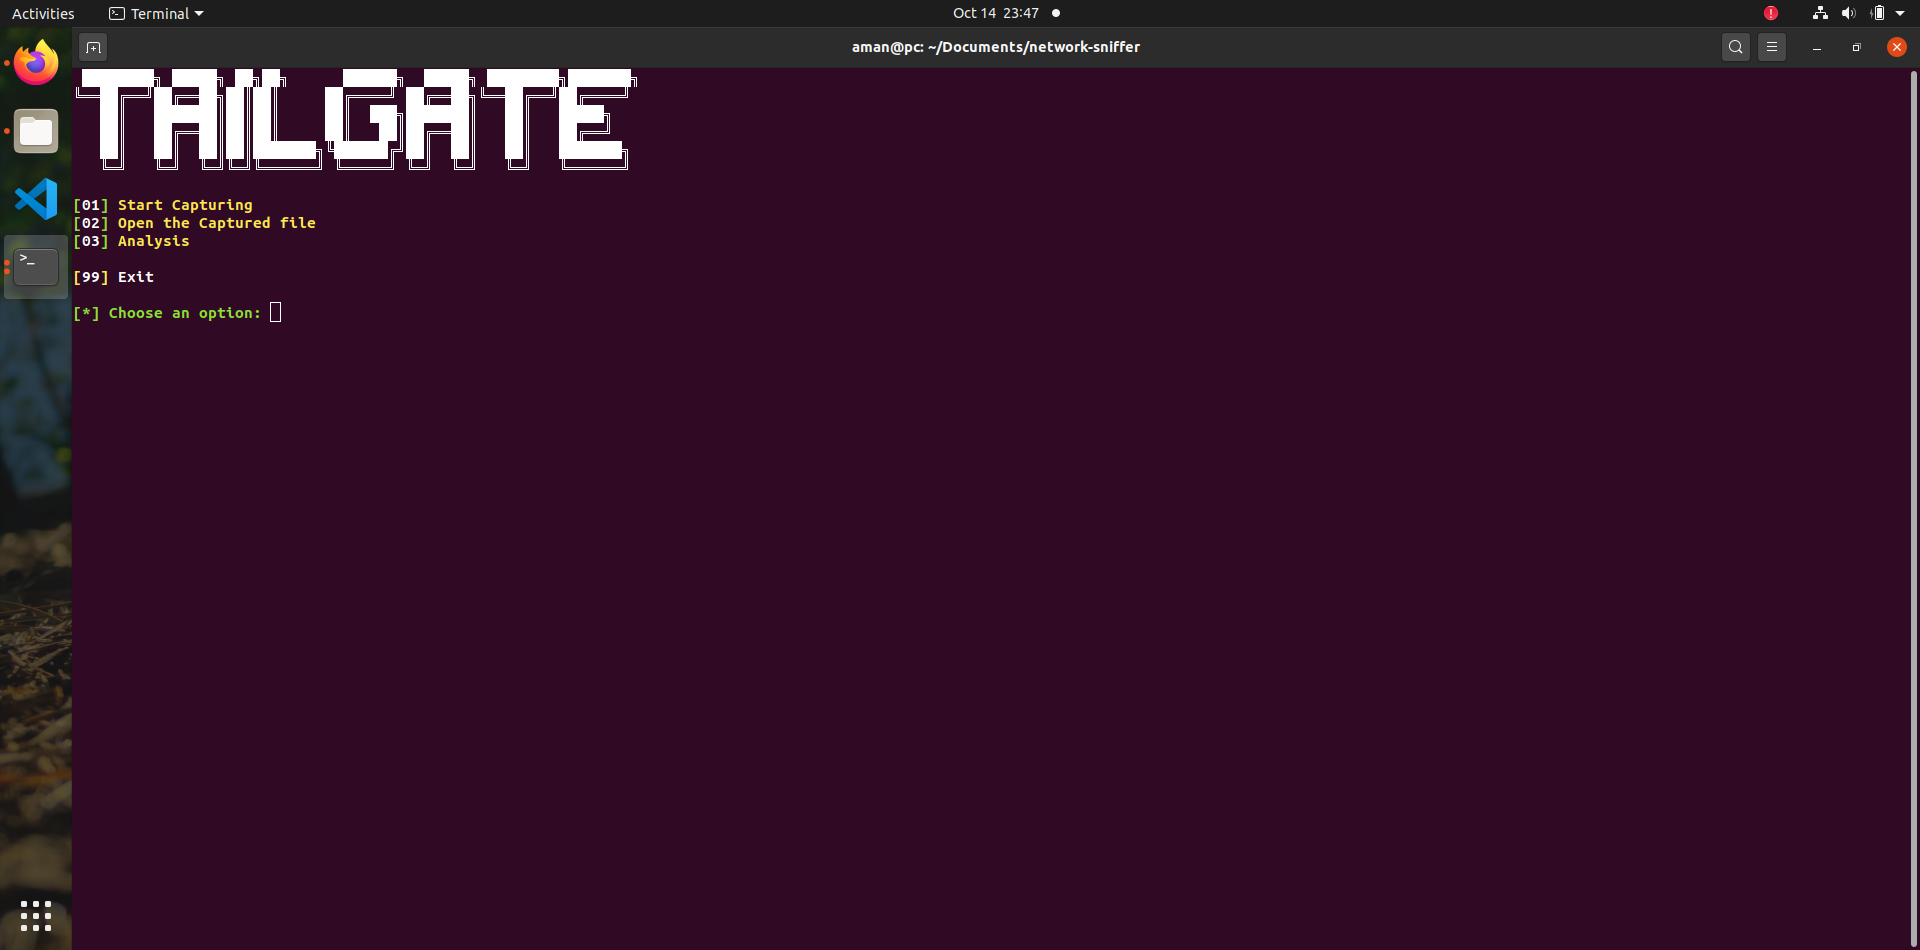 Activities
Terminal
Oct 14 23:47
aman@pc: ~/Documents/network-sniffer
TAILGATE
[01] Start Capturing
[02] Open the Captured file
[03] Analysis
[99] Exit
[*] Choose an option: